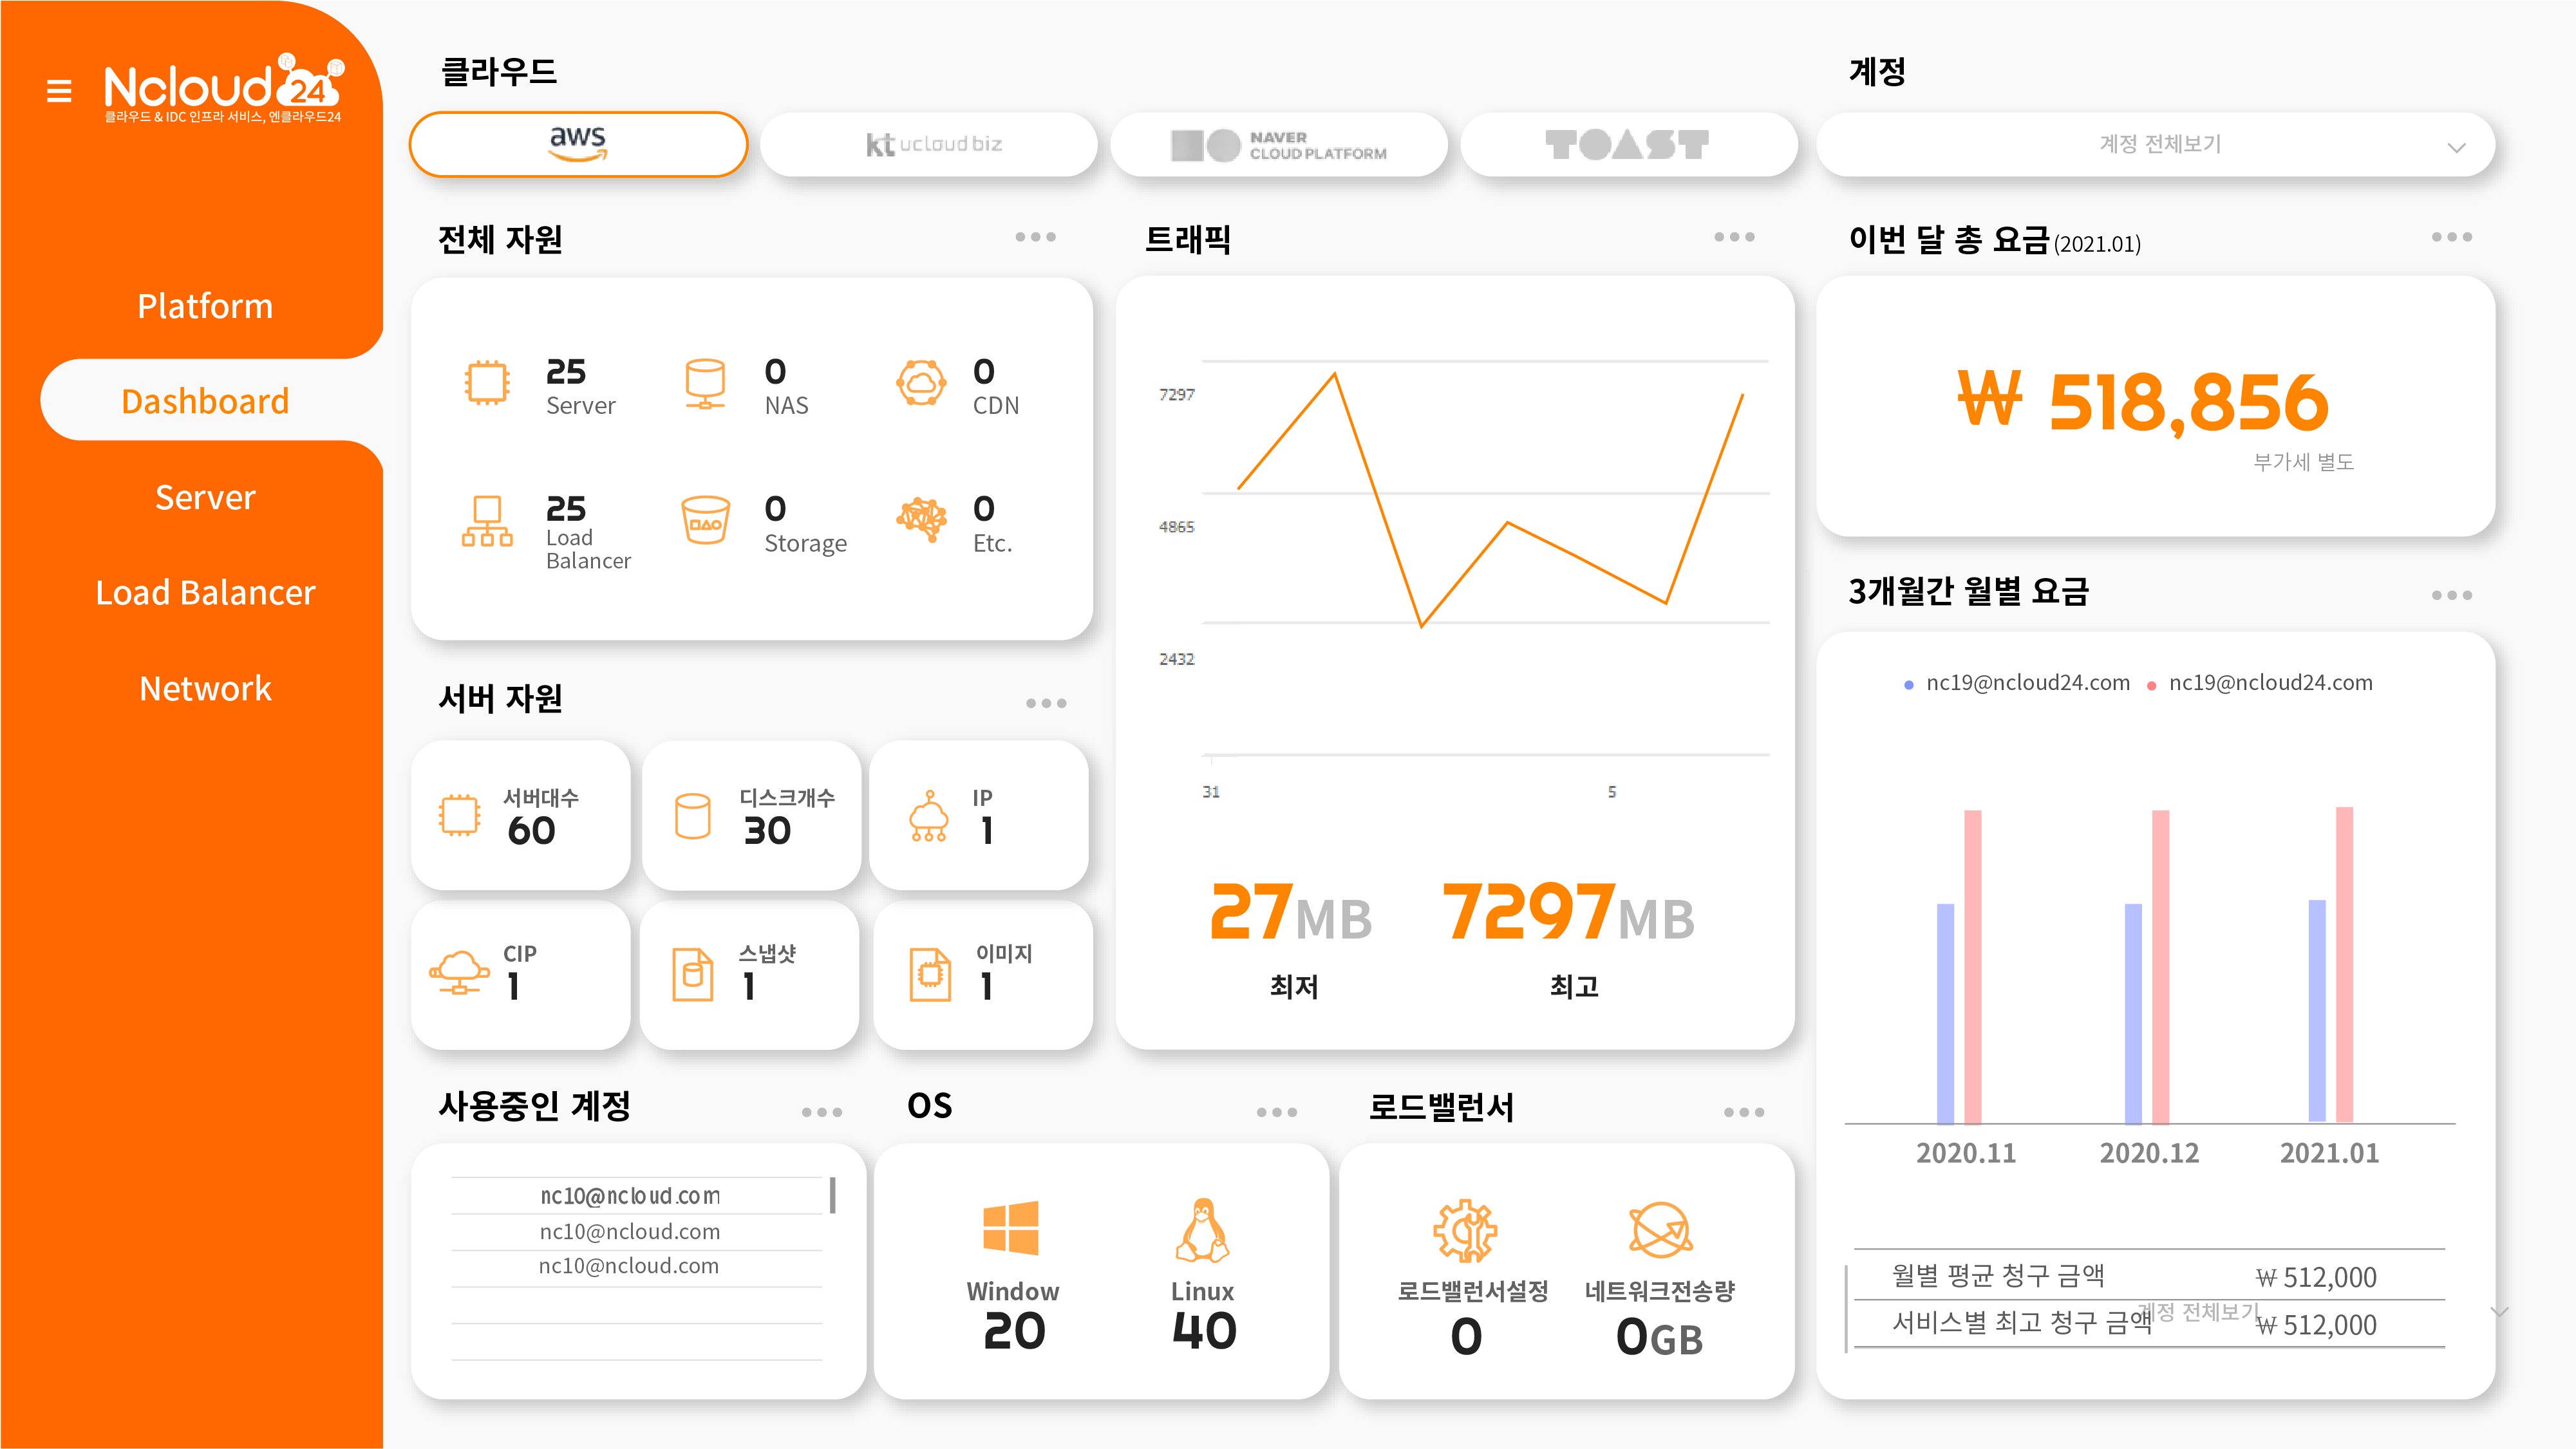 Ncloud24
클라우드 & IDC 인프라 서비스, 엔클라우드24
Platform
Dashboard
Server
Load Balancer
Network
클라우드
aws
kt ucloud biz
NAVER
CLOUD PLATFORM
TOAST
계정
계정 전체보기
전체 자원
25
Server
0
NAS
0
CDN
25
Load
Balancer
0
Storage
0
Etc.
서버 자원
서버대수
60
디스크개수
30
IP
1
CIP
1
스냅샷
1
이미지
1
트래픽
7297
4865
2432
31
5
27MB
최저
7297MB
최고
이번 달 총 요금(2021.01)
₩ 518,856
부가세 별도
3개월간 월별 요금
nc19@ncloud24.com
nc19@ncloud24.com
2020.11
2020.12
2021.01
월별 평균 청구 금액 ₩ 512,000
계정 전체보기
서비스별 최고 청구 금액 ₩ 512,000
사용중인 계정
nc10@ncloud.com
nc10@ncloud.com
nc10@ncloud.com
OS
Window
20
Linux
40
로드밸런서
로드밸런서설정
0
네트워크전송량
0GB